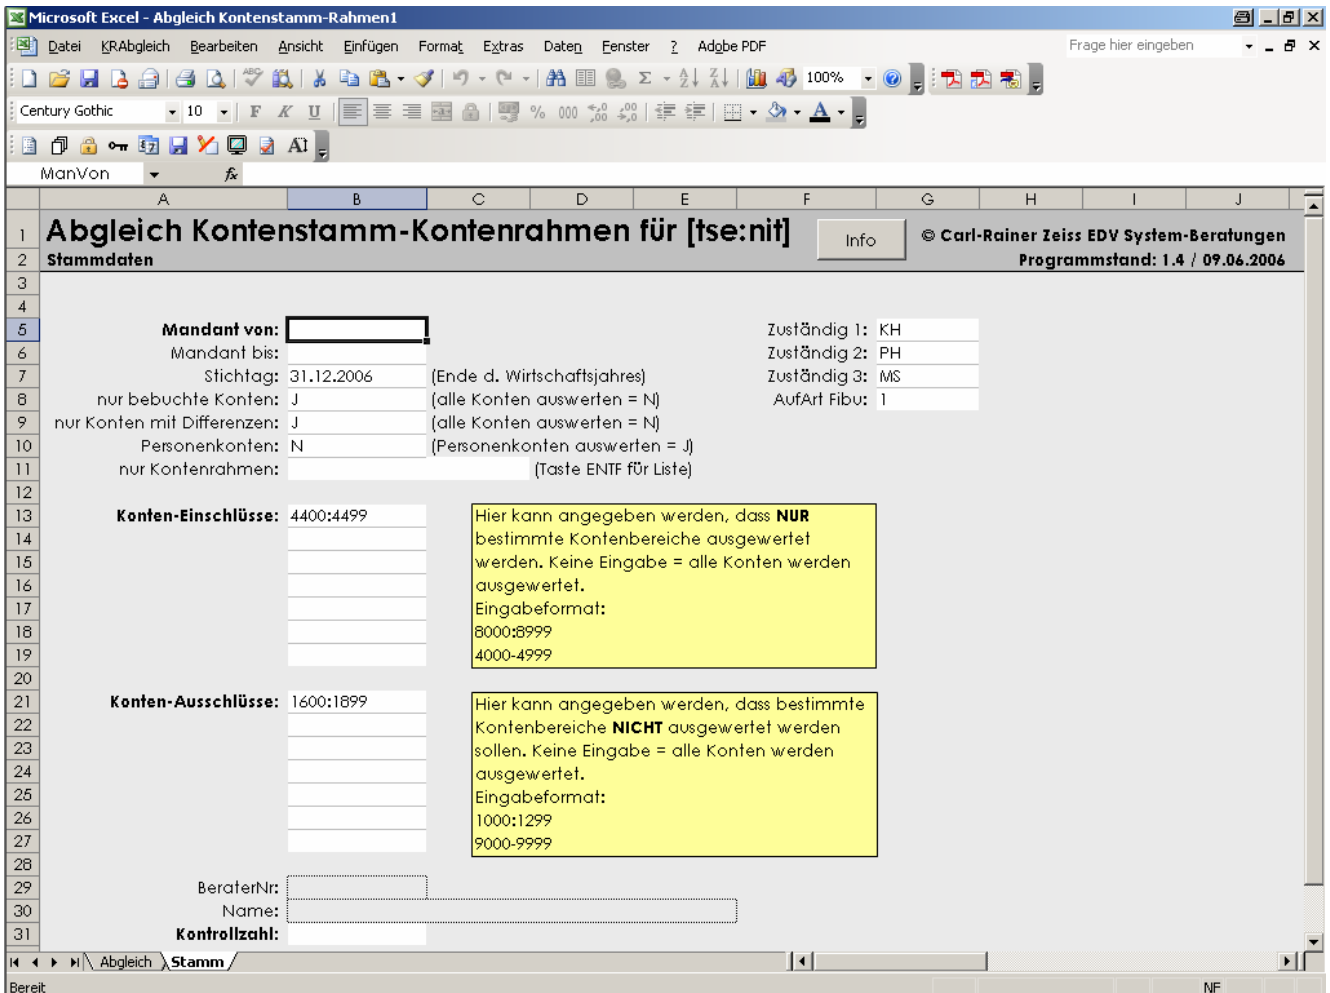 Microsoft Excel - Abgleich Kontenstamm-Rahmen1
Datei KRAbgleich Bearbeiten Ansicht Einfügen Format Extras Daten Fenster ? Adobe PDF Frage hier eingeben
100%
Century Gothic 10 F K U % 000
ManVon fx
A B C D E F G H I J
1 Abgleich Kontenstamm-Kontenrahmen für [tse:nit] Info © Carl-Rainer Zeiss EDV System-Beratungen
2 Stammdaten Programmstand: 1.4 / 09.06.2006
3
4
5 Mandant von: Zuständig 1: KH
6 Mandant bis: Zuständig 2: PH
7 Stichtag: 31.12.2006 (Ende d. Wirtschaftsjahres) Zuständig 3: MS
8 nur bebuchte Konten: J (alle Konten auswerten = N) AufArt Fibu: 1
9 nur Konten mit Differenzen: J (alle Konten auswerten = N)
10 Personenkonten: N (Personenkonten auswerten = J)
11 nur Kontenrahmen: (Taste ENTF für Liste)
12
13 Konten-Einschlüsse: 4400:4499 Hier kann angegeben werden, dass NUR
14 bestimmte Kontenbereiche ausgewertet
15 werden. Keine Eingabe = alle Konten werden
16 ausgewertet.
17 Eingabeformat:
18 8000:8999
19 4000-4999
20
21 Konten-Ausschlüsse: 1600:1899 Hier kann angegeben werden, dass bestimmte
22 Kontenbereiche NICHT ausgewertet werden
23 sollen. Keine Eingabe = alle Konten werden
24 ausgewertet.
25 Eingabeformat:
26 1000:1299
27 9000-9999
28
29 BeraterNr:
30 Name:
31 Kontrollzahl:
Abgleich Stamm
Bereit NF